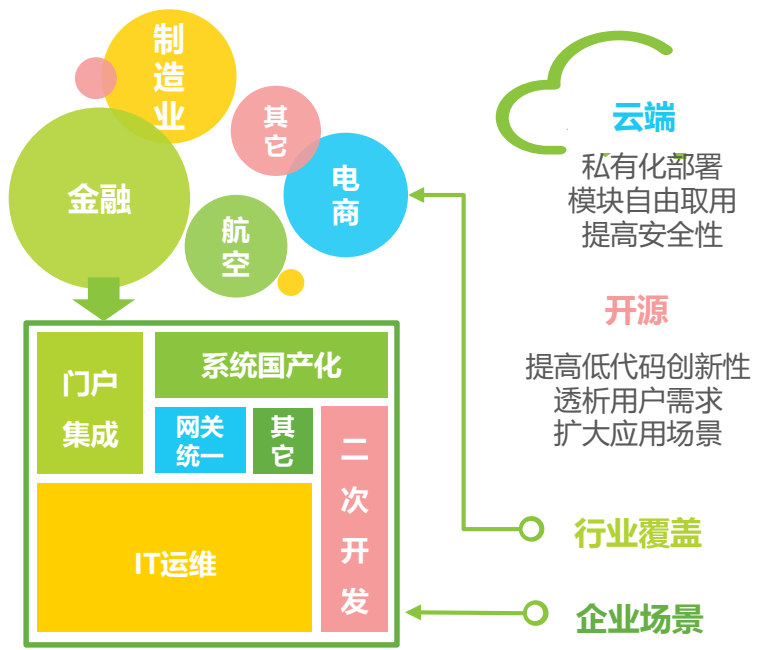 制
造
业
其
它
金融
电
商
航
空
门户
集成
系统国产化
网关
统一
其
它
二
次
开
发
IT运维
云端
私有化部署
模块自由取用
提高安全性
开源
提高低代码创新性
透析用户需求
扩大应用场景
行业覆盖
企业场景